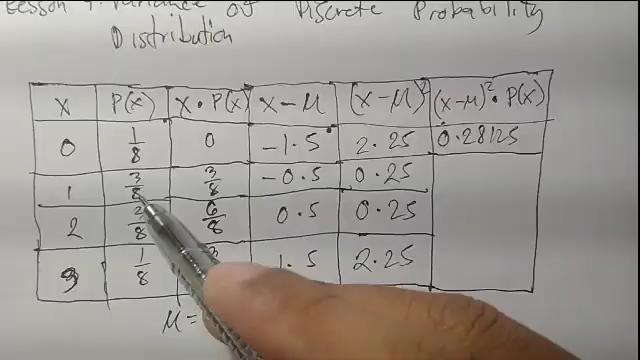 Lesson 4: Variance of Discrete Probability
Distribution
X P(X) X · P(X) X - μ (X - μ)² (X - μ)² · P(X)
0 1/8 0 -1.5 2.25 0.28125
1 3/8 3/8 -0.5 0.25
2 3/8 6/8 0.5 0.25
3 1/8 1.5 2.25
μ =